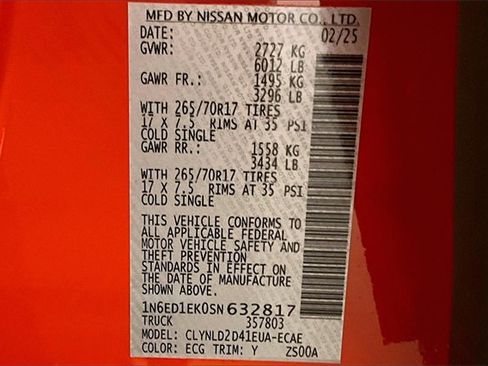 MFD BY NISSAN MOTOR CO., LTD.
DATE: 02/25
GVWR: 2727 KG
6012 LB
GAWR FR.: 1495 KG
3296 LB
WITH 265/70R17 TIRES
17 X 7.5 RIMS AT 35 PSI
COLD SINGLE
GAWR RR.: 1558 KG
3434 LB
WITH 265/70R17 TIRES
17 X 7.5 RIMS AT 35 PSI
COLD SINGLE
THIS VEHICLE CONFORMS TO
ALL APPLICABLE FEDERAL
MOTOR VEHICLE SAFETY AND
THEFT PREVENTION
STANDARDS IN EFFECT ON
THE DATE OF MANUFACTURE
SHOWN ABOVE.
1N6ED1EK0SN632817
TRUCK 357803
MODEL: CLYNLD2D41EUA-ECAE
COLOR: ECG TRIM: Y ZS00A